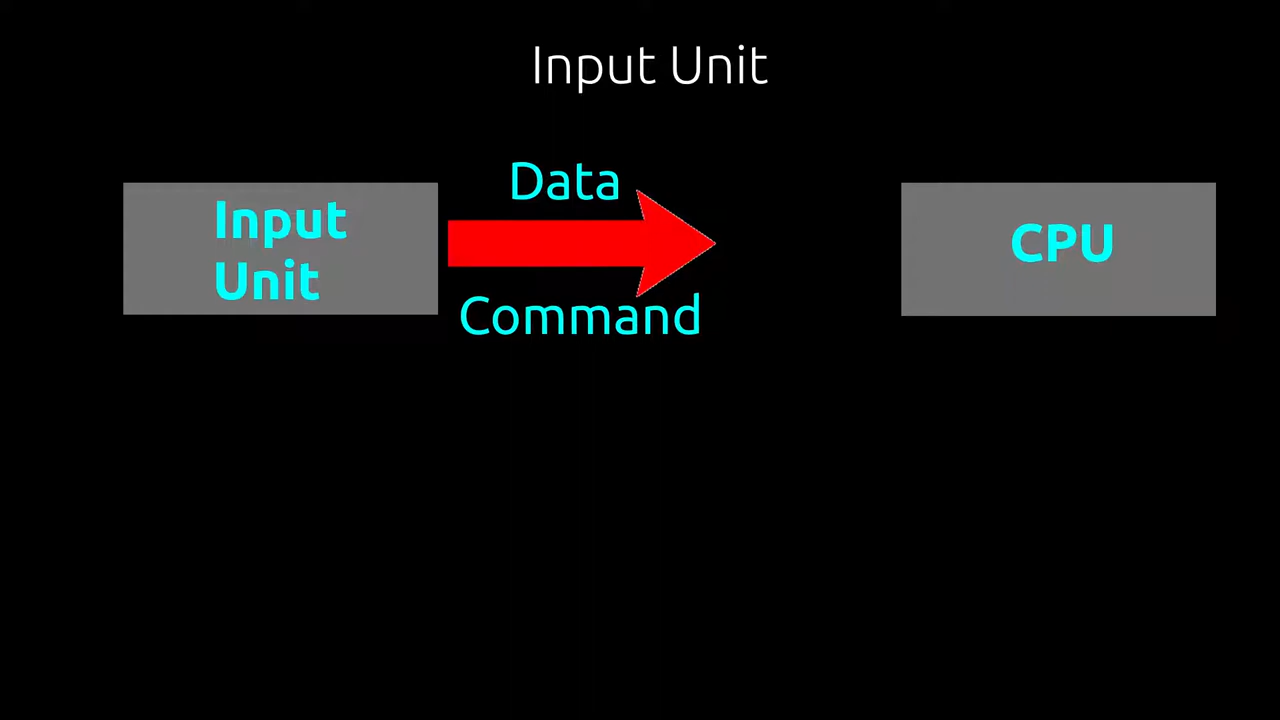 Input Unit
Data
Input
Unit
CPU
Command